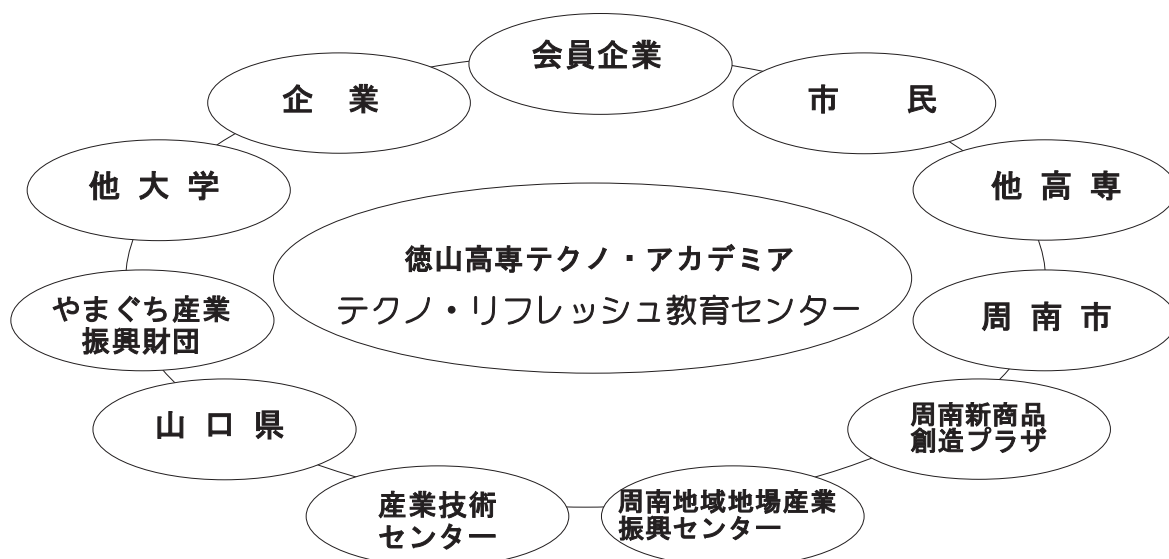 会員企業
企 業
市 民
他 大 学
他 高 専
徳山高専テクノ・アカデミア
テクノ・リフレッシュ教育センター
やまぐち産業
振興財団
周 南 市
山 口 県
周南新商品
創造プラザ
産業技術
センター
周南地域地場産業
振興センター